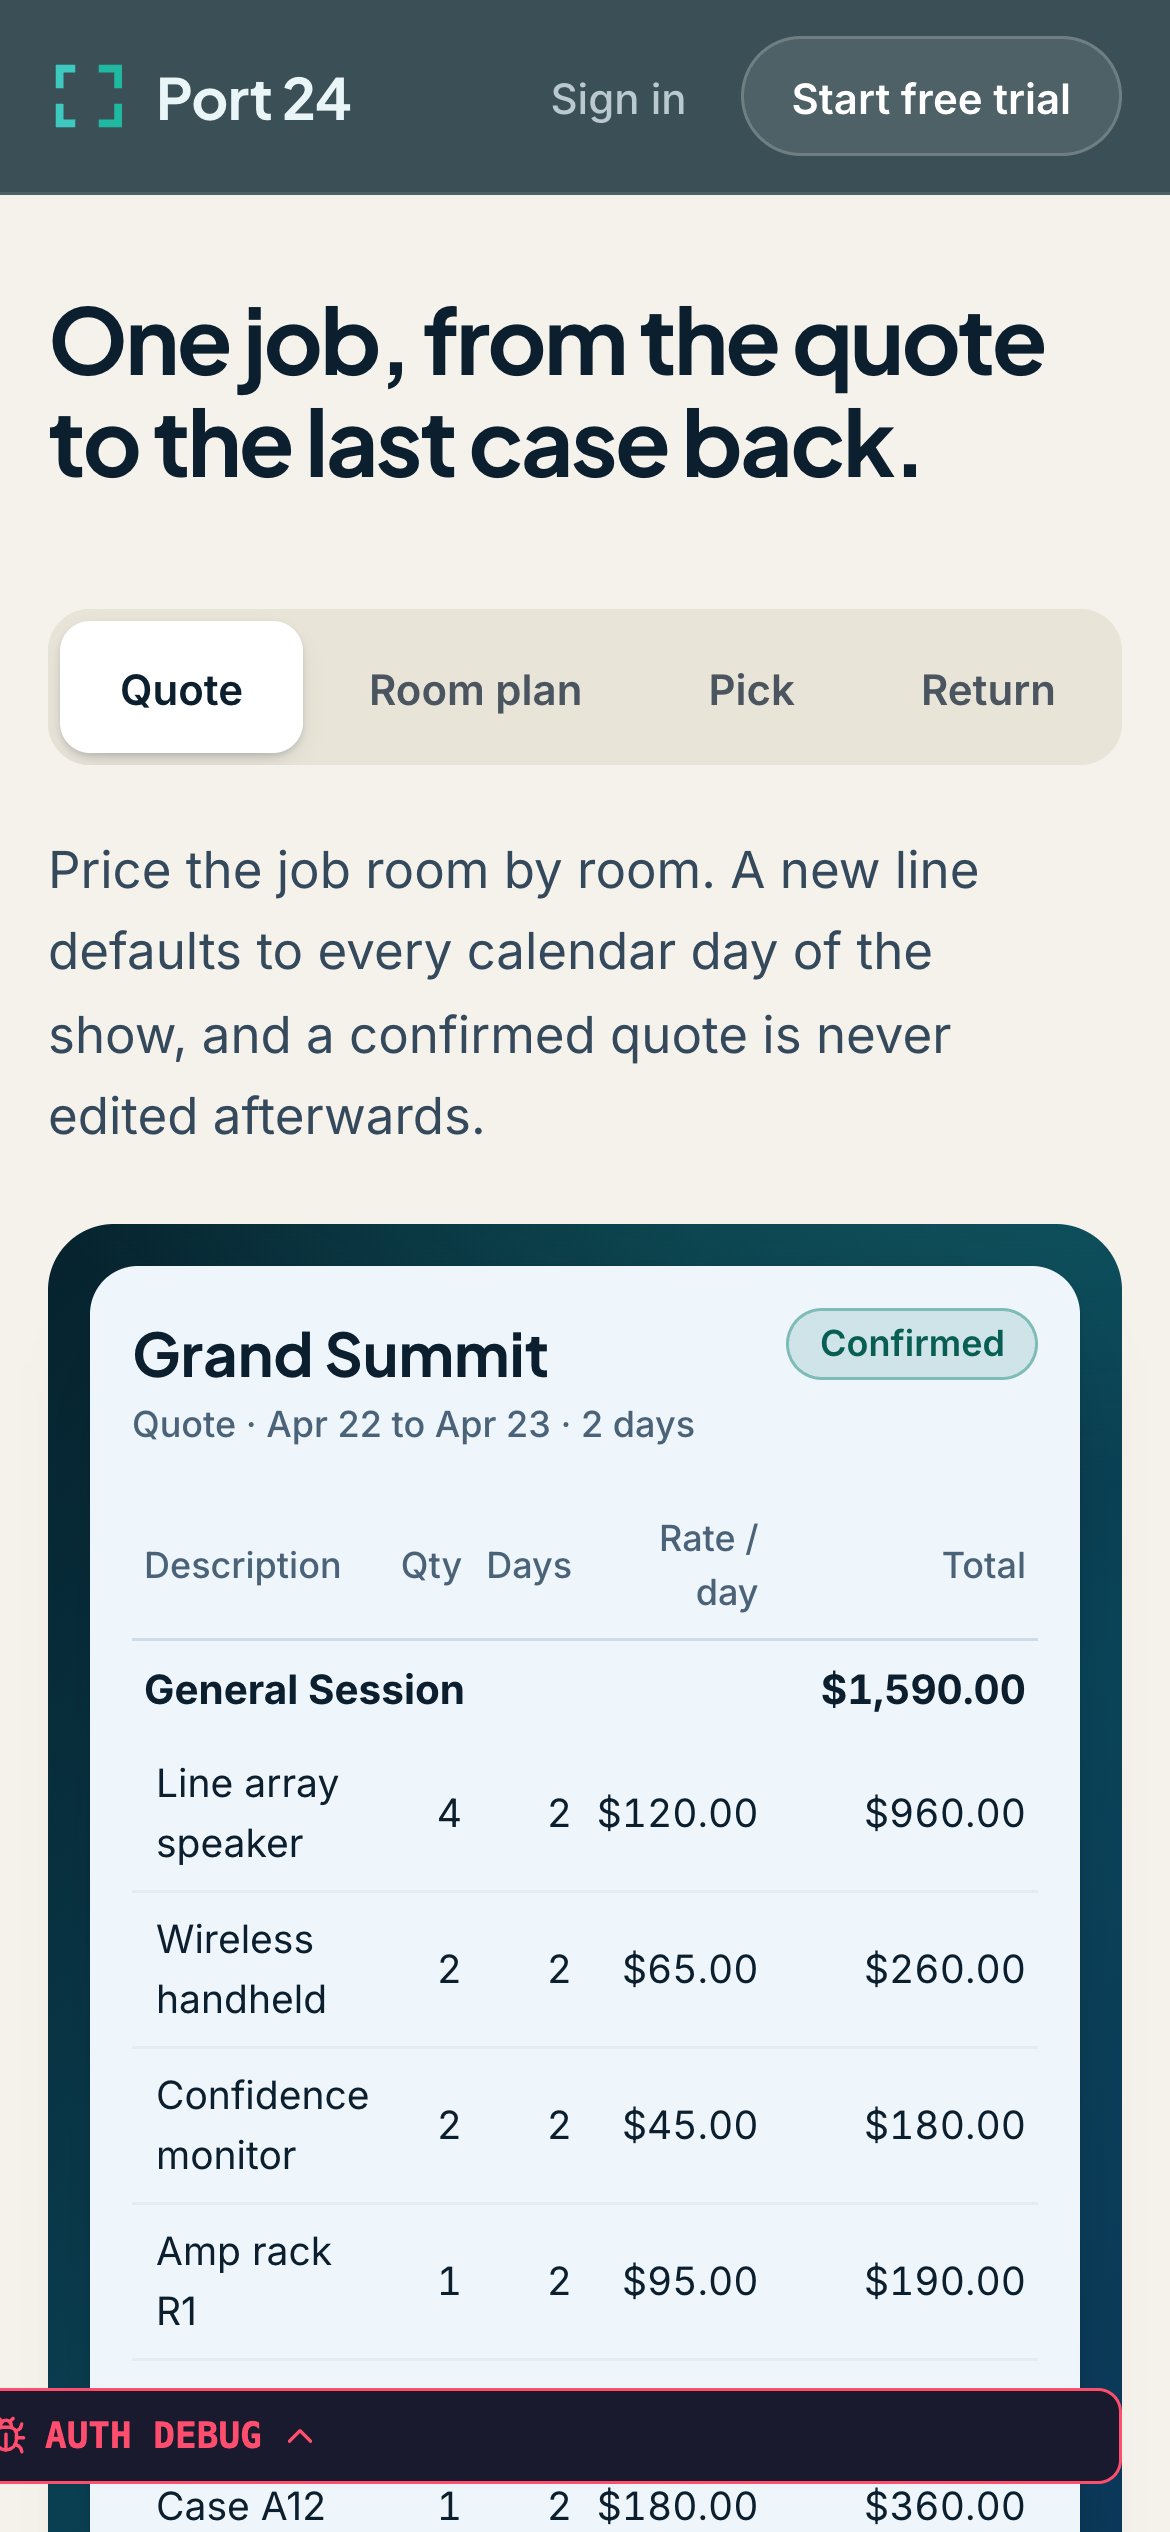 Port 24
Sign in
Start free trial
One job, from the quote
to the last case back.
Quote
Room plan
Pick
Return
Price the job room by room. A new line
defaults to every calendar day of the
show, and a confirmed quote is never
edited afterwards.
Grand Summit
Confirmed
Quote · Apr 22 to Apr 23 · 2 days
Description Qty Days Rate / day Total
General Session $1,590.00
Line array speaker 4 2 $120.00 $960.00
Wireless handheld 2 2 $65.00 $260.00
Confidence monitor 2 2 $45.00 $180.00
Amp rack R1 1 2 $95.00 $190.00
AUTH DEBUG
Case A12 1 2 $180.00 $360.00